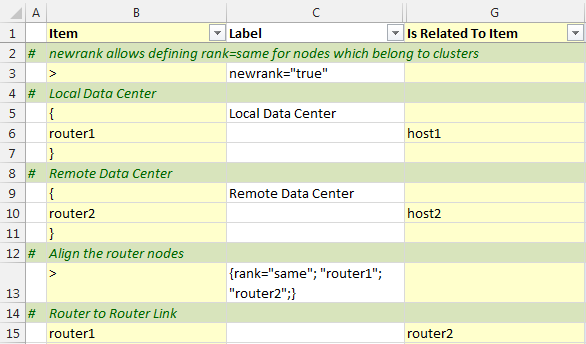 A B C G
1 Item Label Is Related To Item
2 # newrank allows defining rank=same for nodes which belong to clusters
3 > newrank="true"
4 # Local Data Center
5 { Local Data Center
6 router1 host1
7 }
8 # Remote Data Center
9 { Remote Data Center
10 router2 host2
11 }
12 # Align the router nodes
> {rank="same"; "router1";
13 "router2";}
14 # Router to Router Link
15 router1 router2